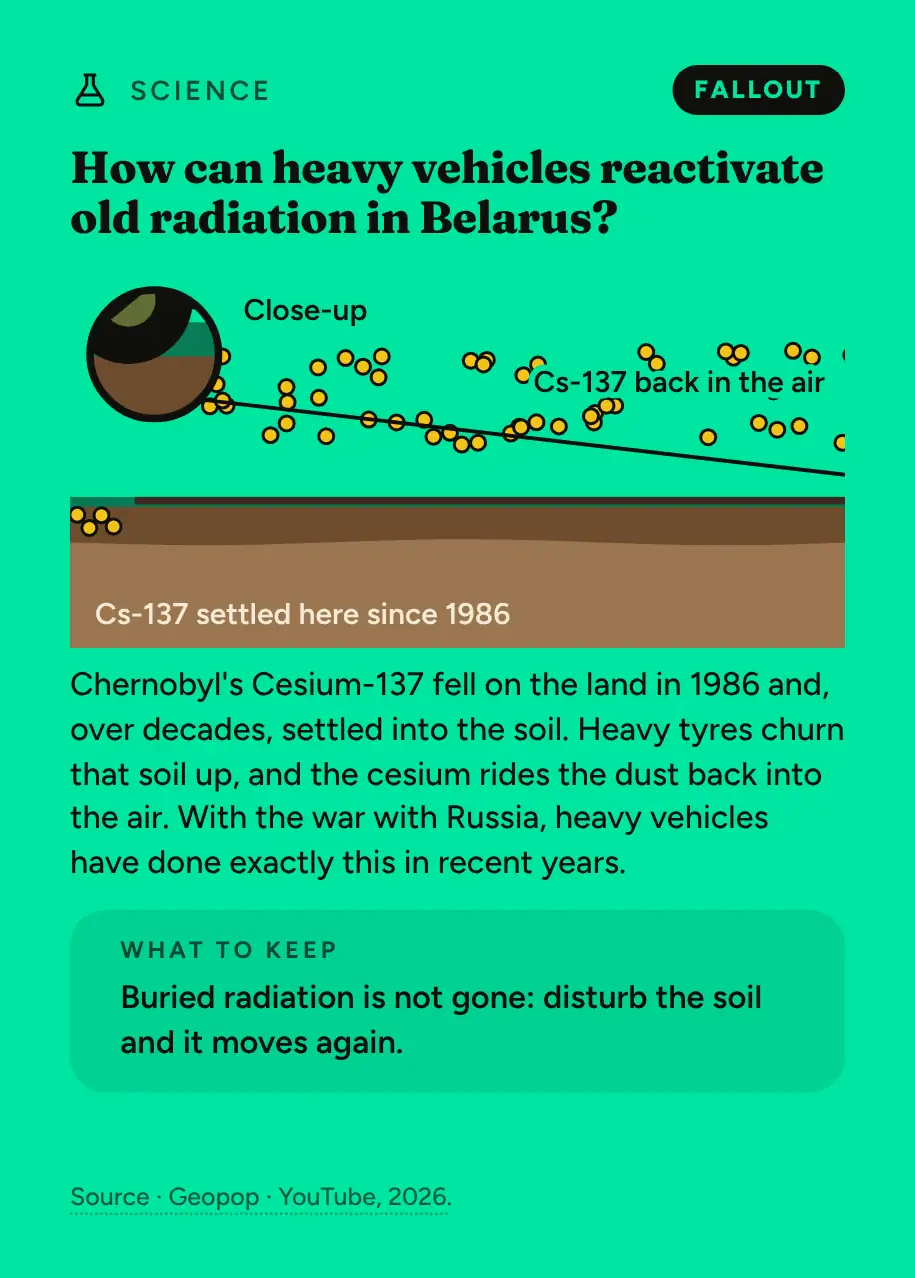 SCIENCE
FALLOUT
How can heavy vehicles reactivate
old radiation in Belarus?
Close-up
Cs-137 back in the air
Cs-137 settled here since 1986
Chernobyl's Cesium-137 fell on the land in 1986 and,
over decades, settled into the soil. Heavy tyres churn
that soil up, and the cesium rides the dust back into
the air. With the war with Russia, heavy vehicles
have done exactly this in recent years.
WHAT TO KEEP
Buried radiation is not gone: disturb the soil
and it moves again.
Source · Geopop · YouTube, 2026.